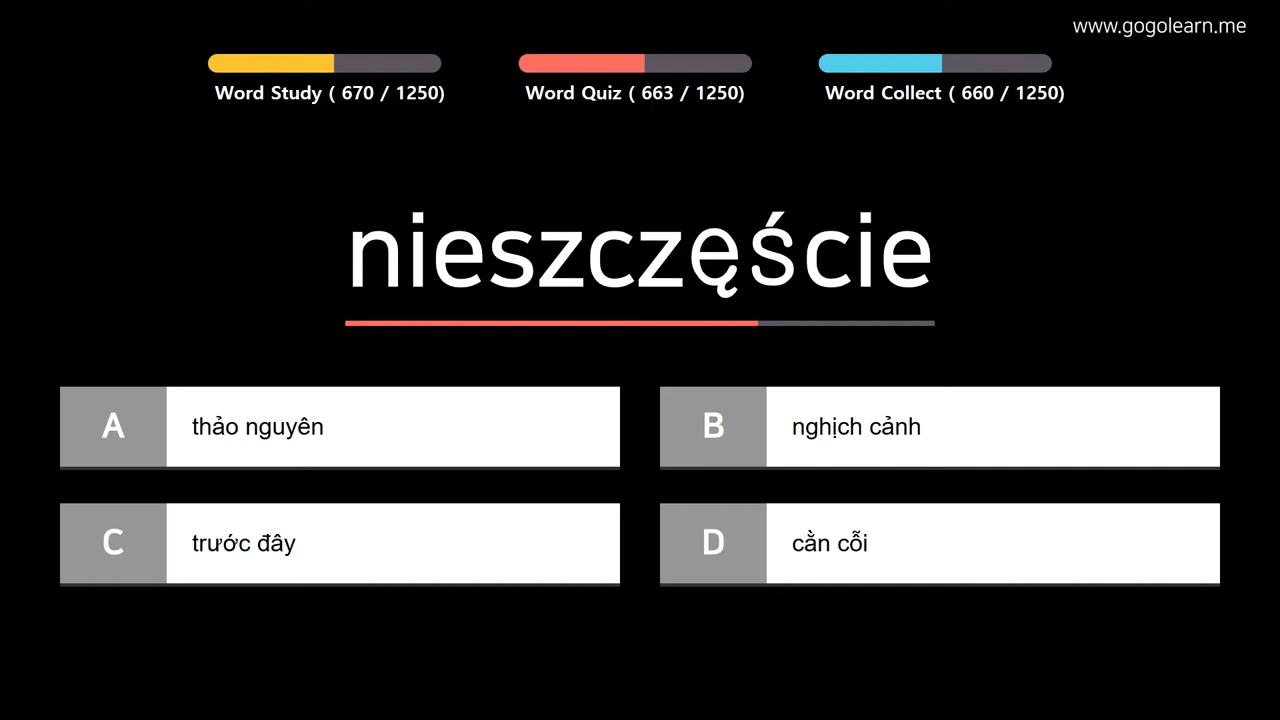 www.gogolearn.me
Word Study ( 670 / 1250)
Word Quiz ( 663 / 1250)
Word Collect ( 660 / 1250)
nieszczęście
A thảo nguyên
B nghịch cảnh
C trước đây
D cằn cỗi